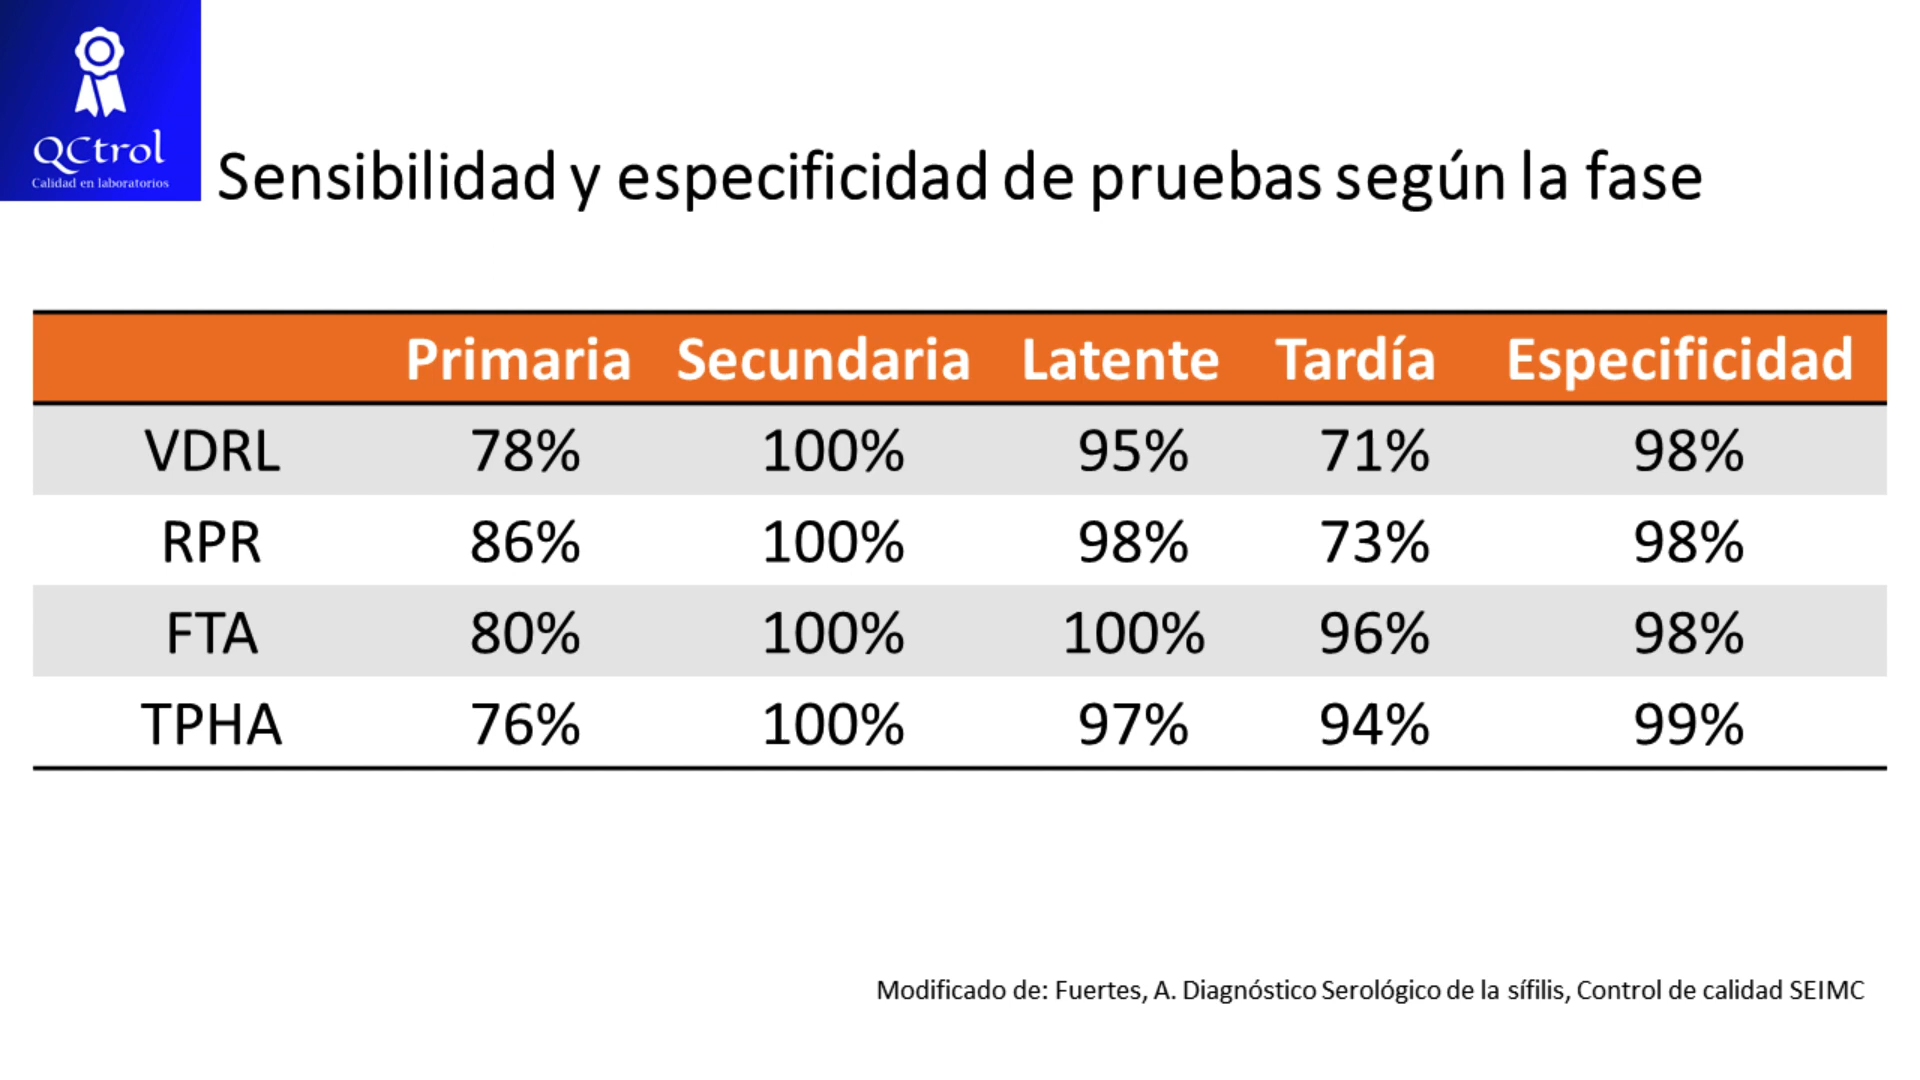 QCtrol
Calidad en laboratorios
Sensibilidad y especificidad de pruebas según la fase
Primaria Secundaria Latente Tardía Especificidad
VDRL 78% 100% 95% 71% 98%
RPR 86% 100% 98% 73% 98%
FTA 80% 100% 100% 96% 98%
TPHA 76% 100% 97% 94% 99%
Modificado de: Fuertes, A. Diagnóstico Serológico de la sífilis, Control de calidad SEIMC